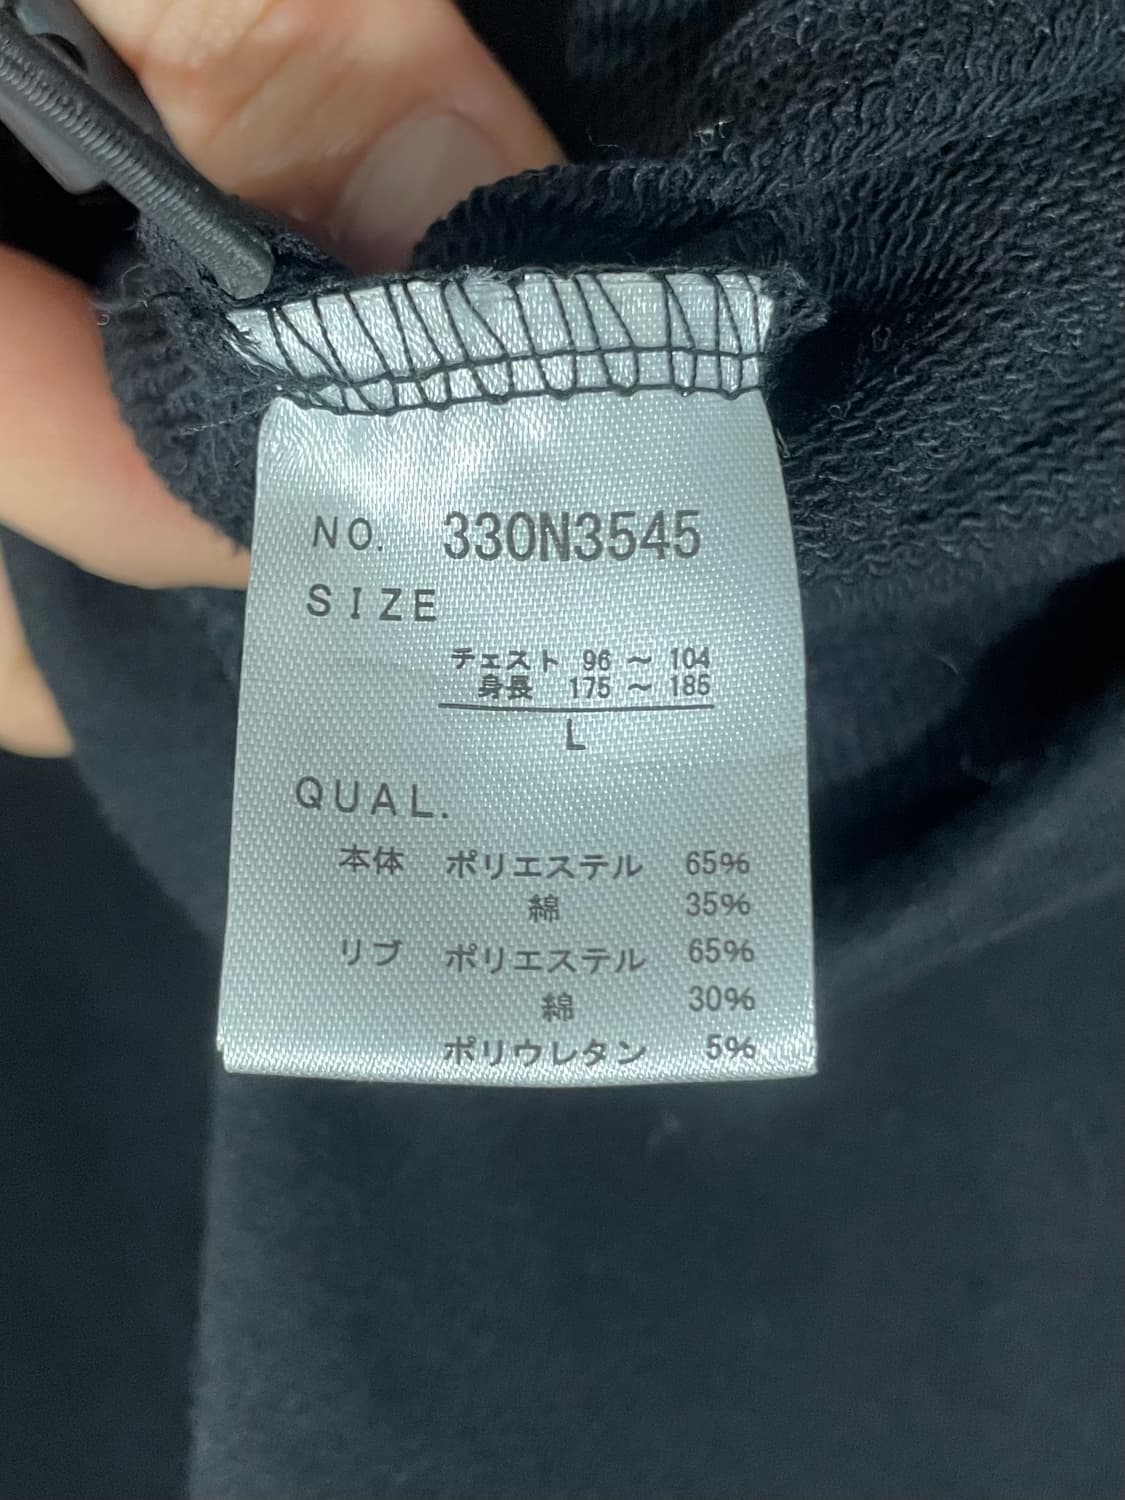 NO. 330N3545
SIZE
チェスト 96 ～ 104
身長 175 ～ 185
L
QUAL.
本体 ポリエステル 65%
綿 35%
リブ ポリエステル 65%
綿 30%
ポリウレタン 5%